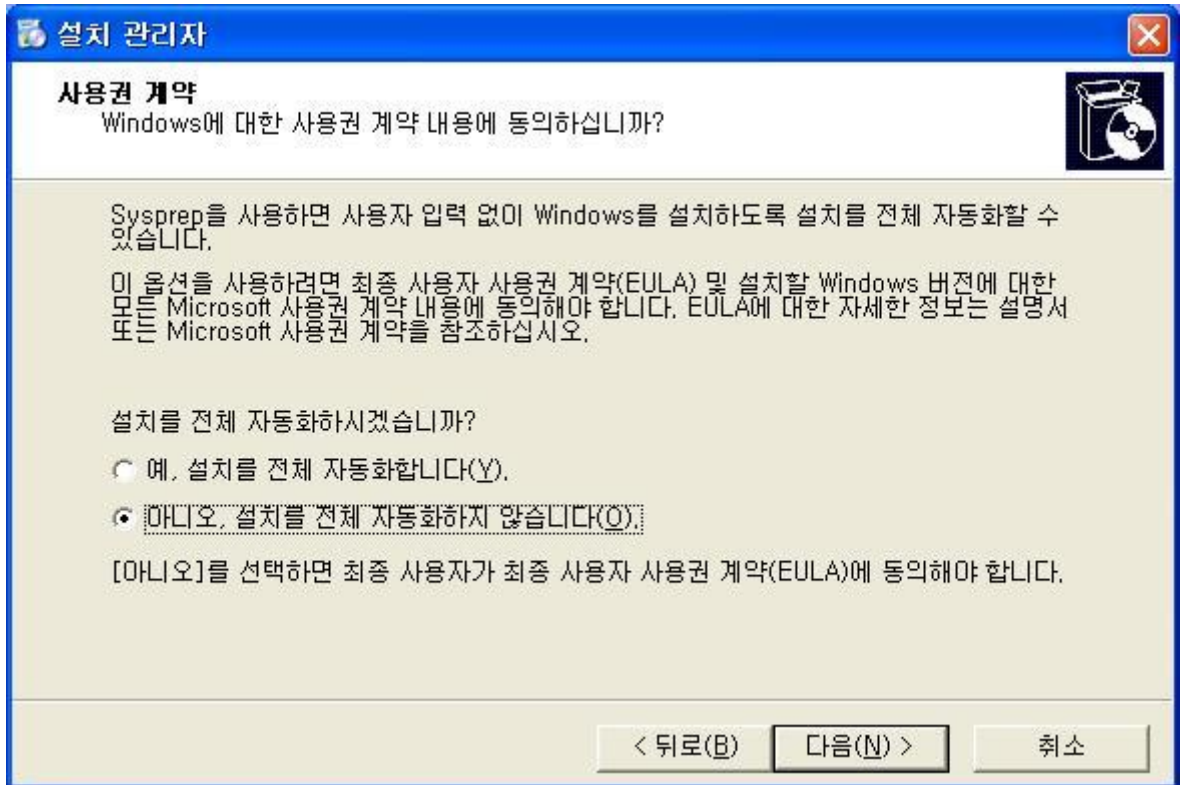 설치 관리자
사용권 계약
Windows에 대한 사용권 계약 내용에 동의하십니까?
Sysprep을 사용하면 사용자 입력 없이 Windows를 설치하도록 설치를 전체 자동화할 수
있습니다.
이 옵션을 사용하려면 최종 사용자 사용권 계약(EULA) 및 설치할 Windows 버전에 대한
모든 Microsoft 사용권 계약 내용에 동의해야 합니다. EULA에 대한 자세한 정보는 설명서
또는 Microsoft 사용권 계약을 참조하십시오.
설치를 전체 자동화하시겠습니까?
예, 설치를 전체 자동화합니다(Y).
아니오, 설치를 전체 자동화하지 않습니다(O).
[아니오]를 선택하면 최종 사용자가 최종 사용자 사용권 계약(EULA)에 동의해야 합니다.
< 뒤로(B) 다음(N) > 취소